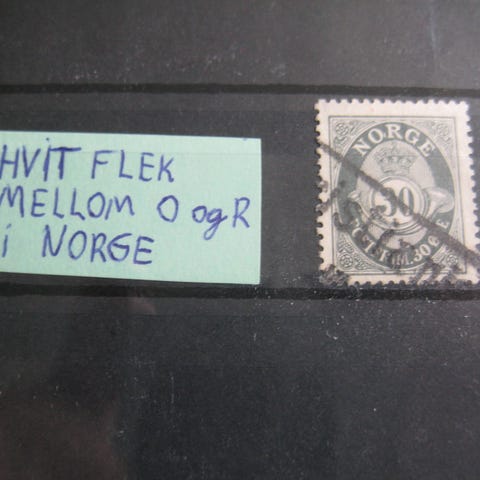 HVIT FLEK
MELLOM O og R
i NORGE
NORGE
30